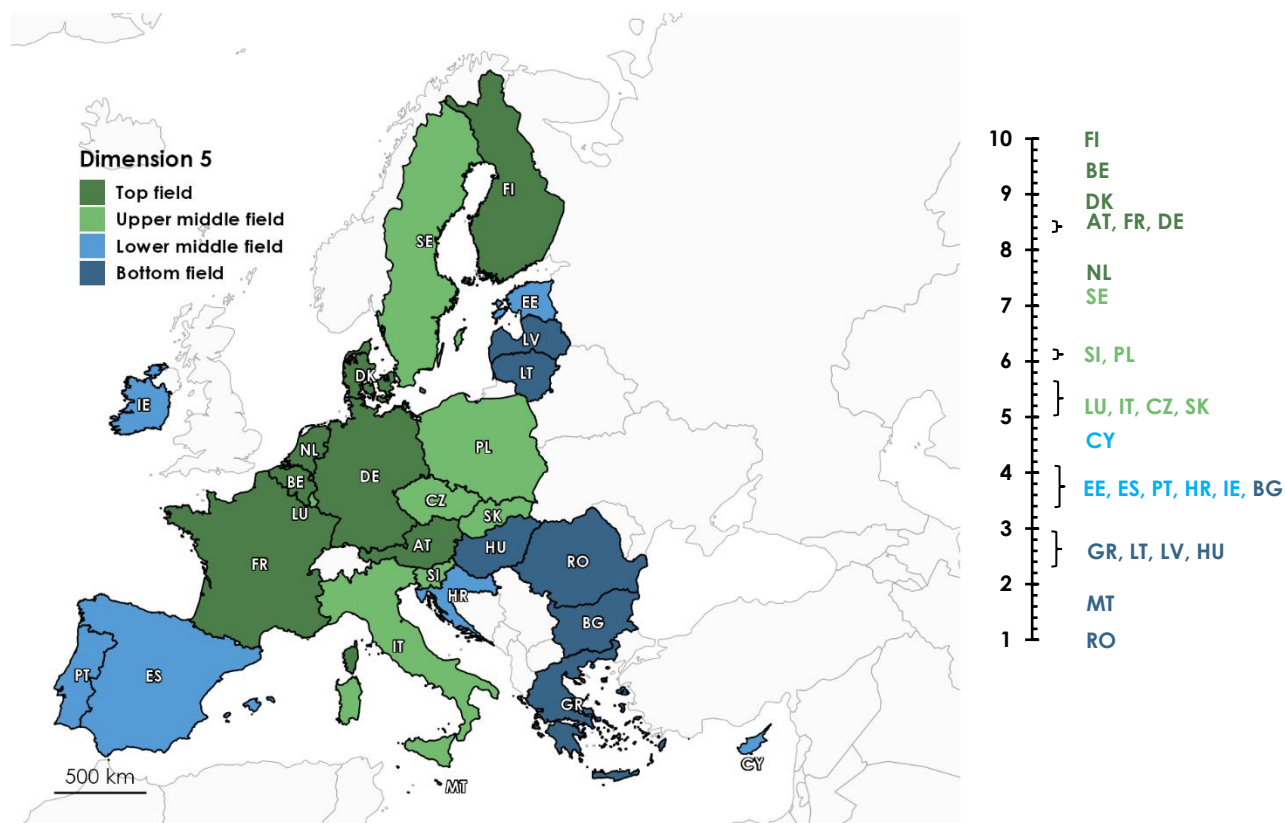 Dimension 5
Top field
Upper middle field
Lower middle field
Bottom field
FI
SE
EE
LV
LT
DK
IE
NL
PL
DE
BE
CZ
LU
SK
AT
HU
FR
RO
SI
HR
BG
IT
PT
ES
GR
CY
MT
500 km
10 FI
BE
9
DK
AT, FR, DE
8
NL
7 SE
6 SI, PL
LU, IT, CZ, SK
5
CY
4
EE, ES, PT, HR, IE, BG
3
GR, LT, LV, HU
2
MT
1 RO